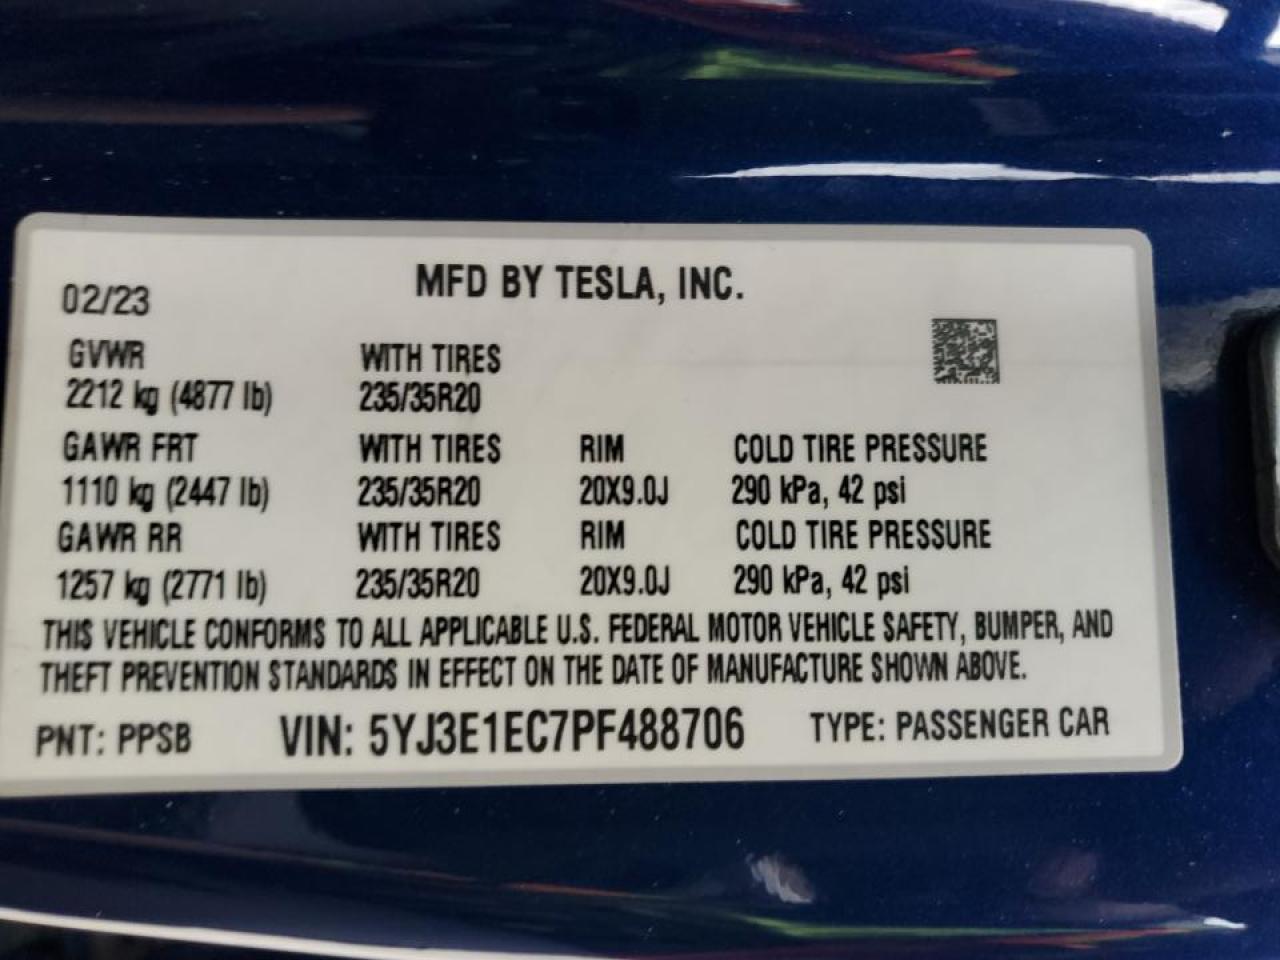 MFD BY TESLA, INC.
02/23
GVWR WITH TIRES
2212 kg (4877 lb) 235/35R20
GAWR FRT WITH TIRES RIM COLD TIRE PRESSURE
1110 kg (2447 lb) 235/35R20 20X9.0J 290 kPa, 42 psi
GAWR RR WITH TIRES RIM COLD TIRE PRESSURE
1257 kg (2771 lb) 235/35R20 20X9.0J 290 kPa, 42 psi
THIS VEHICLE CONFORMS TO ALL APPLICABLE U.S. FEDERAL MOTOR VEHICLE SAFETY, BUMPER, AND
THEFT PREVENTION STANDARDS IN EFFECT ON THE DATE OF MANUFACTURE SHOWN ABOVE.
PNT: PPSB VIN: 5YJ3E1EC7PF488706 TYPE: PASSENGER CAR